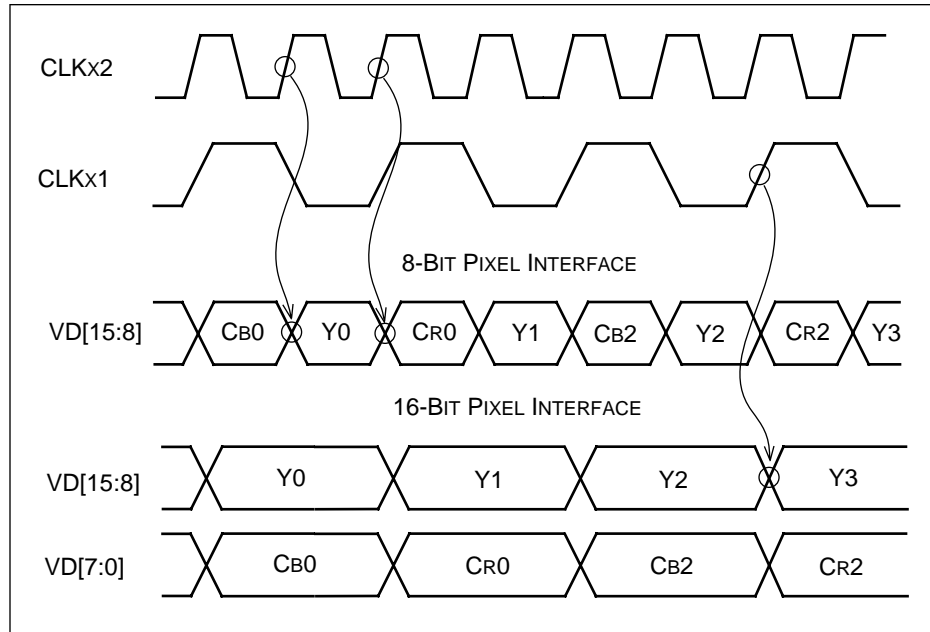 CLKX2
CLKX1
8-BIT PIXEL INTERFACE
VD[15:8] CB0 Y0 CR0 Y1 CB2 Y2 CR2 Y3
16-BIT PIXEL INTERFACE
VD[15:8] Y0 Y1 Y2 Y3
VD[7:0] CB0 CR0 CB2 CR2